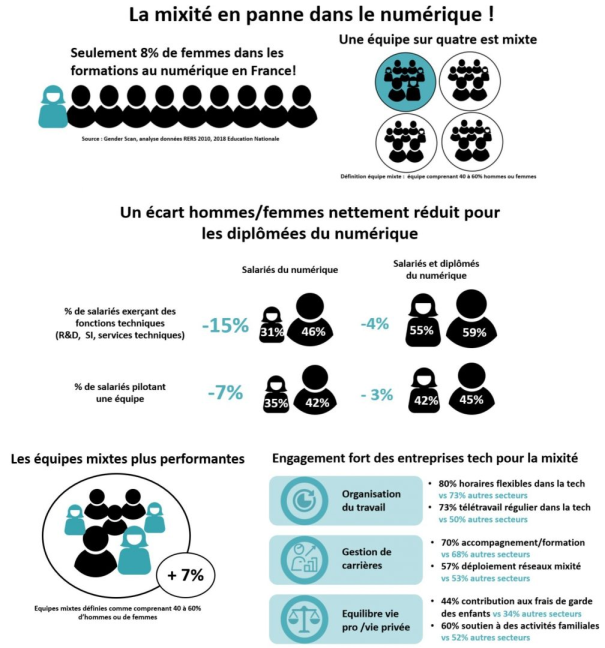 La mixité en panne dans le numérique !
Seulement 8% de femmes dans les
formations au numérique en France!
Source : Gender Scan, analyse données RERS 2010, 2018 Education Nationale
Une équipe sur quatre est mixte
Définition équipe mixte : équipe comprenant 40 à 60% hommes ou femmes
Un écart hommes/femmes nettement réduit pour
les diplômées du numérique
Salariés du numérique
Salariés et diplômés
du numérique
% de salariés exerçant des
fonctions techniques
(R&D, SI, services techniques)
-15%
31%
46%
-4%
55%
59%
% de salariés pilotant
une équipe
-7%
35%
42%
- 3%
42%
45%
Les équipes mixtes plus performantes
+ 7%
Equipes mixtes définies comme comprenant 40 à 60%
d'hommes ou de femmes
Engagement fort des entreprises tech pour la mixité
Organisation
du travail
• 80% horaires flexibles dans la tech
vs 73% autres secteurs
• 73% télétravail régulier dans la tech
vs 50% autres secteurs
Gestion de
carrières
• 70% accompagnement/formation
vs 68% autres secteurs
• 57% déploiement réseaux mixité
vs 53% autres secteurs
Equilibre vie
pro /vie privée
• 44% contribution aux frais de garde
des enfants vs 34% autres secteurs
• 60% soutien à des activités familiales
vs 52% autres secteurs